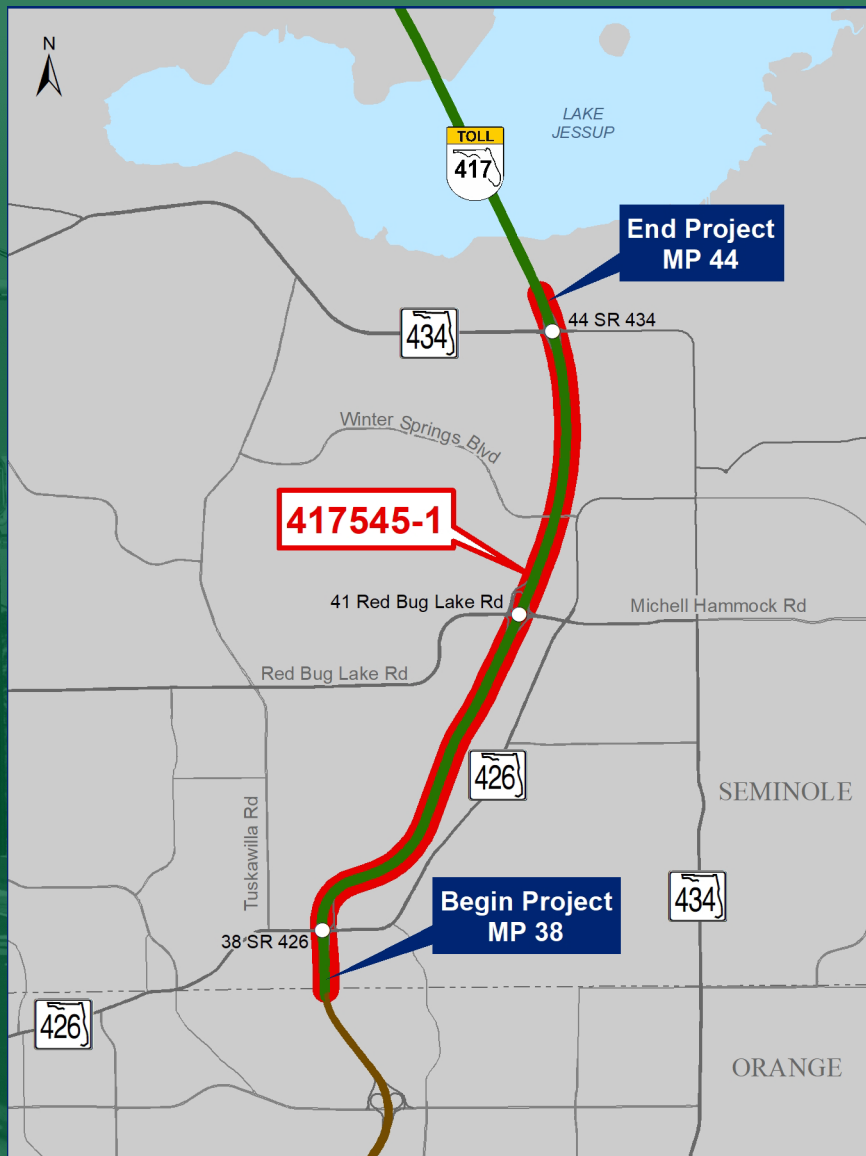 N
LAKE
JESSUP
TOLL
417
End Project
MP 44
44 SR 434
434
Winter Springs Blvd
417545-1
41 Red Bug Lake Rd
Michell Hammock Rd
Red Bug Lake Rd
426
SEMINOLE
Tuskawilla Rd
434
Begin Project
MP 38
38 SR 426
426
ORANGE